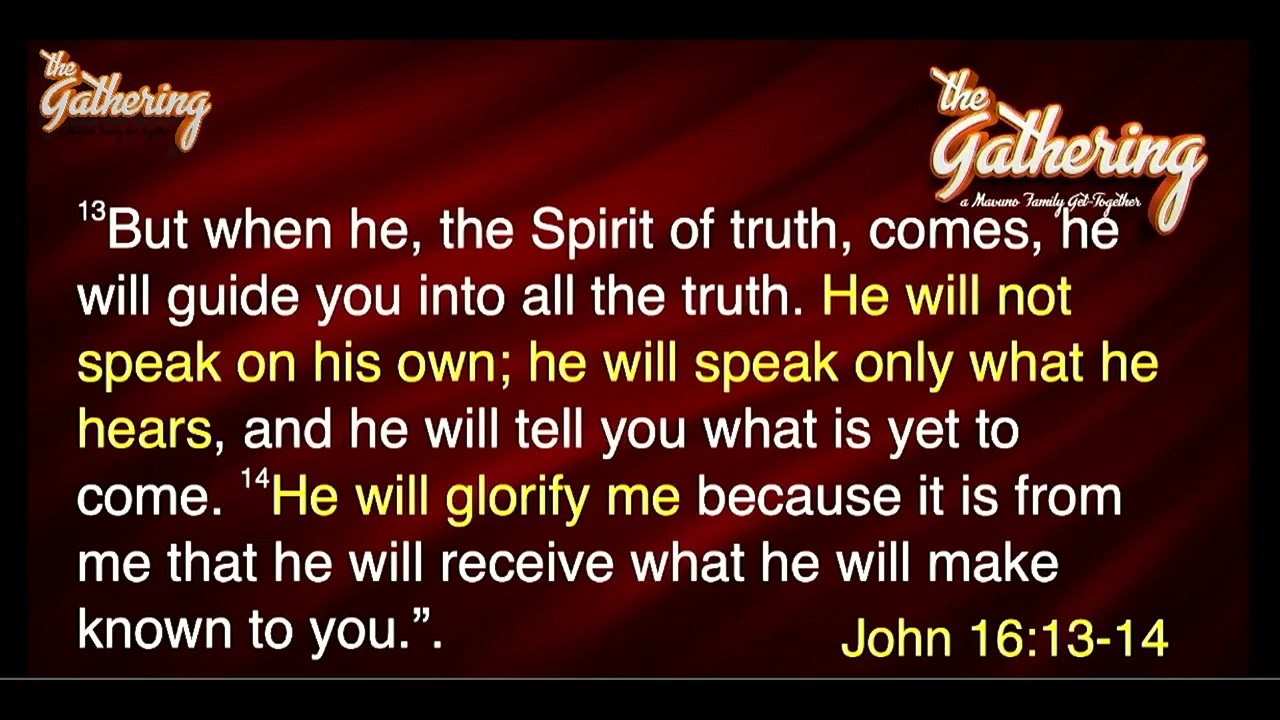 the
Gathering
the
Gathering
a Mavuno Family Get-Together
13But when he, the Spirit of truth, comes, he
will guide you into all the truth. He will not
speak on his own; he will speak only what he
hears, and he will tell you what is yet to
come. 14He will glorify me because it is from
me that he will receive what he will make
known to you.”.
John 16:13-14